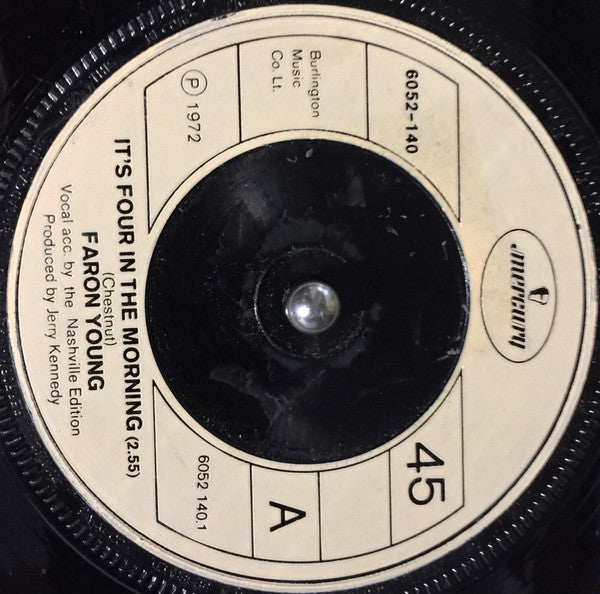 mercury
6052-140
45
Burlington
Music
Co. Lt.
A
Ⓟ 1972
6052 140.1
IT'S FOUR IN THE MORNING (2.55)
(Chestnut)
FARON YOUNG
Vocal acc. by the Nashville Edition
Produced by Jerry Kennedy